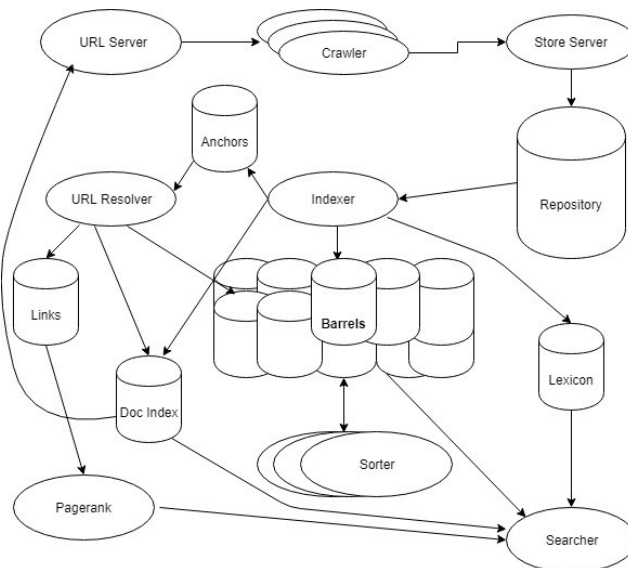 URL Server
Crawler
Store Server
Anchors
URL Resolver
Indexer
Repository
Links
Barrels
Doc Index
Lexicon
Sorter
Pagerank
Searcher